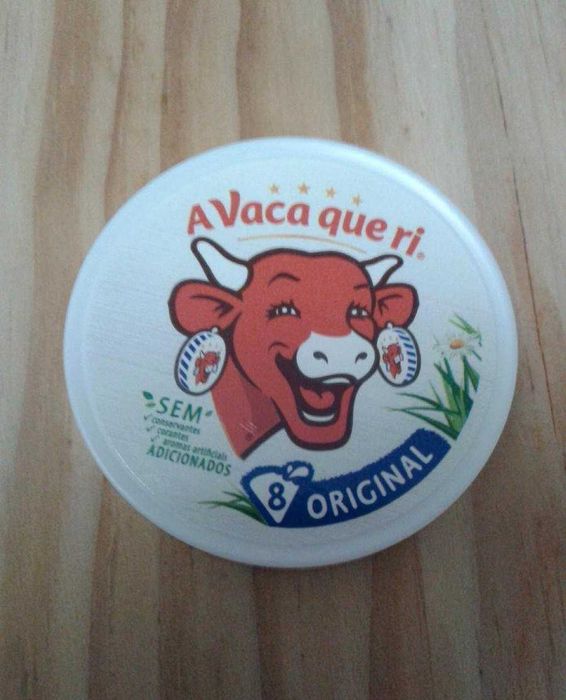 A Vaca que ri®
SEM
conservantes
corantes
aromas artificiais
ADICIONADOS
8 ORIGINAL